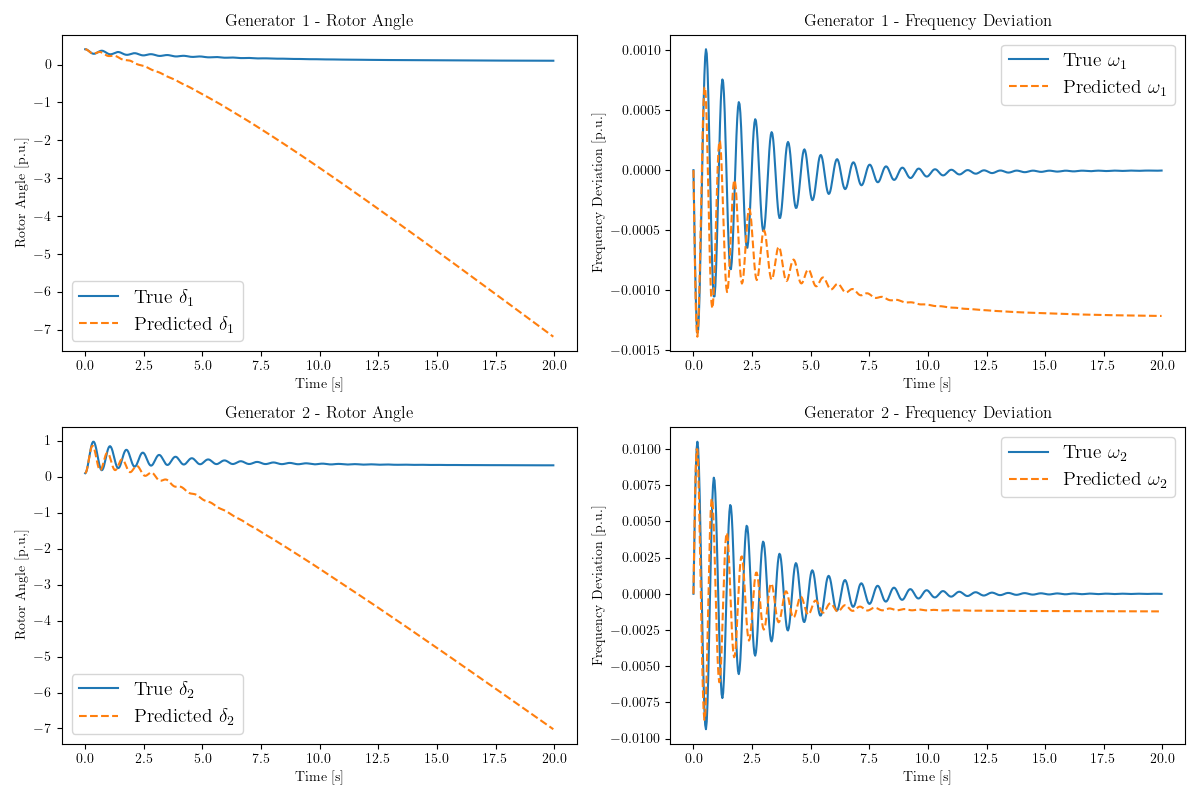 Generator 1 - Rotor Angle
Rotor Angle [p.u.]
0
−1
−2
−3
−4
−5
−6
−7
True δ₁
Predicted δ₁
0.0 2.5 5.0 7.5 10.0 12.5 15.0 17.5 20.0
Time [s]
Generator 1 - Frequency Deviation
Frequency Deviation [p.u.]
0.0010
0.0005
0.0000
−0.0005
−0.0010
−0.0015
True ω₁
Predicted ω₁
0.0 2.5 5.0 7.5 10.0 12.5 15.0 17.5 20.0
Time [s]
Generator 2 - Rotor Angle
Rotor Angle [p.u.]
1
0
−1
−2
−3
−4
−5
−6
−7
True δ₂
Predicted δ₂
0.0 2.5 5.0 7.5 10.0 12.5 15.0 17.5 20.0
Time [s]
Generator 2 - Frequency Deviation
Frequency Deviation [p.u.]
0.0100
0.0075
0.0050
0.0025
0.0000
−0.0025
−0.0050
−0.0075
−0.0100
True ω₂
Predicted ω₂
0.0 2.5 5.0 7.5 10.0 12.5 15.0 17.5 20.0
Time [s]